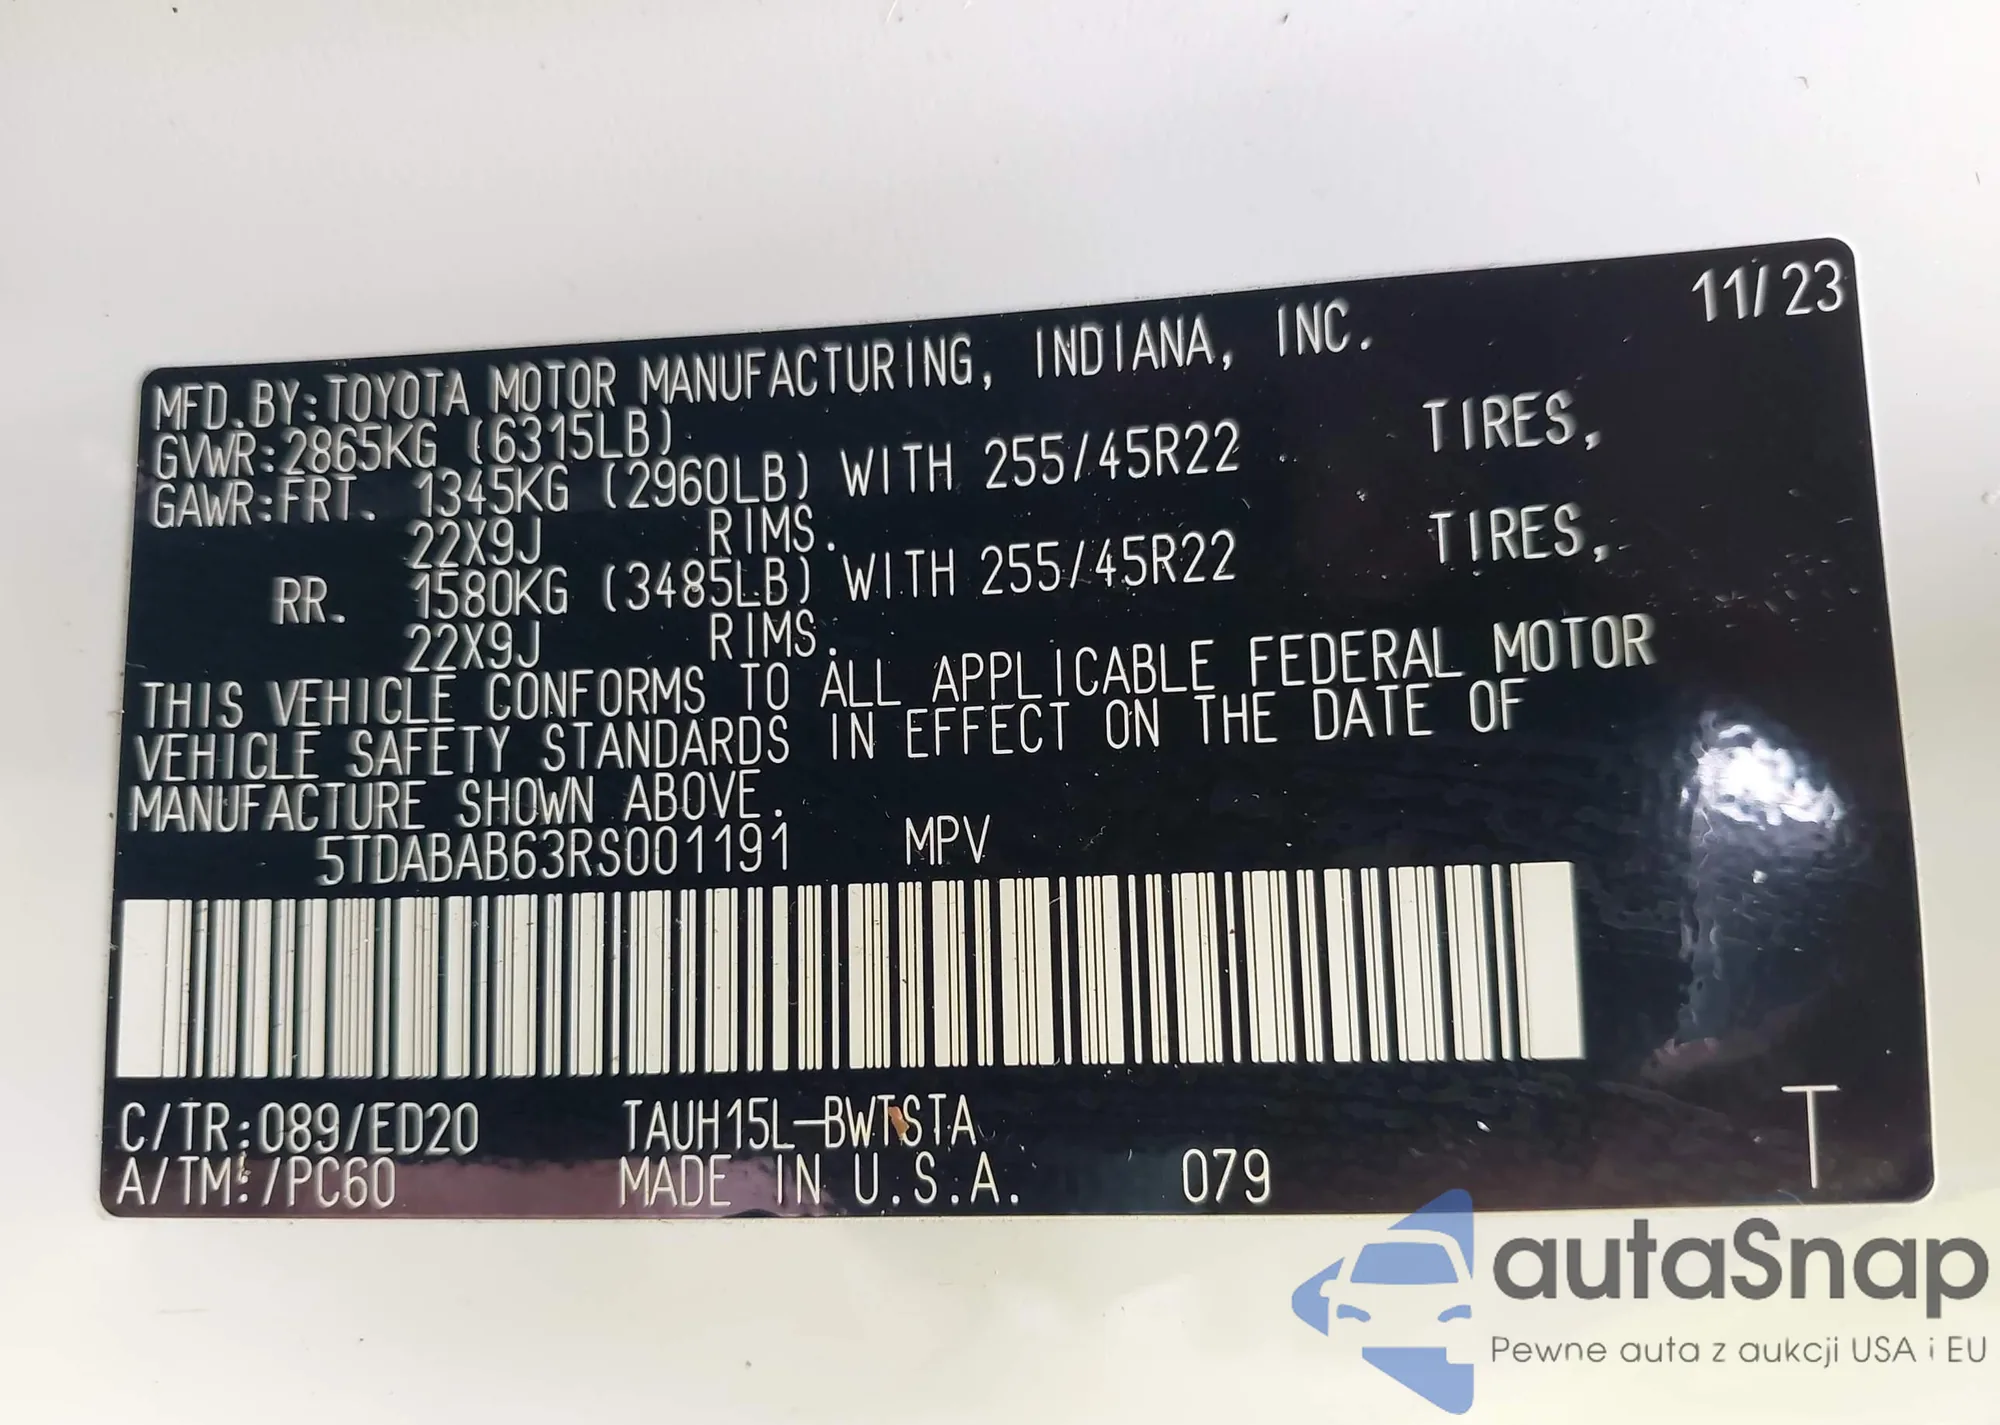 11/23
MFD.BY:TOYOTA MOTOR MANUFACTURING, INDIANA, INC.
GVWR:2865KG (6315LB)
GAWR:FRT. 1345KG (2960LB) WITH 255/45R22 TIRES,
22X9J RIMS.
RR. 1580KG (3485LB) WITH 255/45R22 TIRES,
22X9J RIMS.
THIS VEHICLE CONFORMS TO ALL APPLICABLE FEDERAL MOTOR
VEHICLE SAFETY STANDARDS IN EFFECT ON THE DATE OF
MANUFACTURE SHOWN ABOVE.
5TDABAB63RS001191 MPV
C/TR:089/ED20 TAUH15L-BWTSTA
A/TM:/PC60 MADE IN U.S.A. 079 T
autaSnap
Pewne auta z aukcji USA i EU